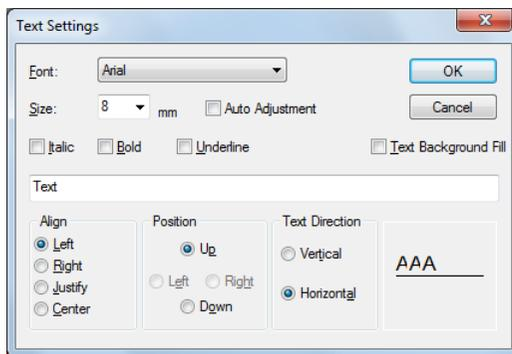 Text Settings
Font: Arial OK
Size: 8 mm Auto Adjustment Cancel
Italic Bold Underline Text Background Fill
Text
Align Position Text Direction
Left Up Vertical AAA
Right Left Right Horizontal
Justify Down
Center